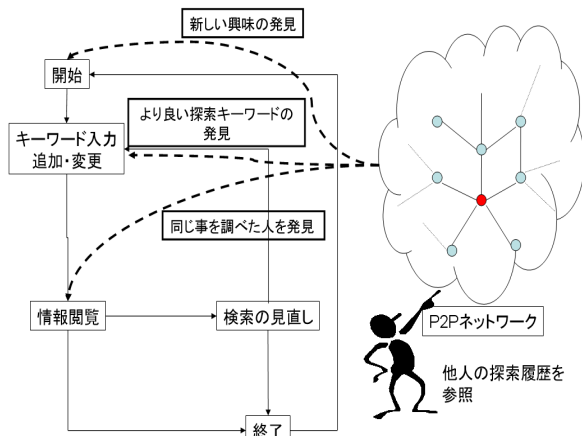 新しい興味の発見
開始
より良い探索キーワードの
発見
キーワード入力
追加・変更
同じ事を調べた人を発見
情報閲覧
検索の見直し
P2Pネットワーク
他人の探索履歴を
参照
終了